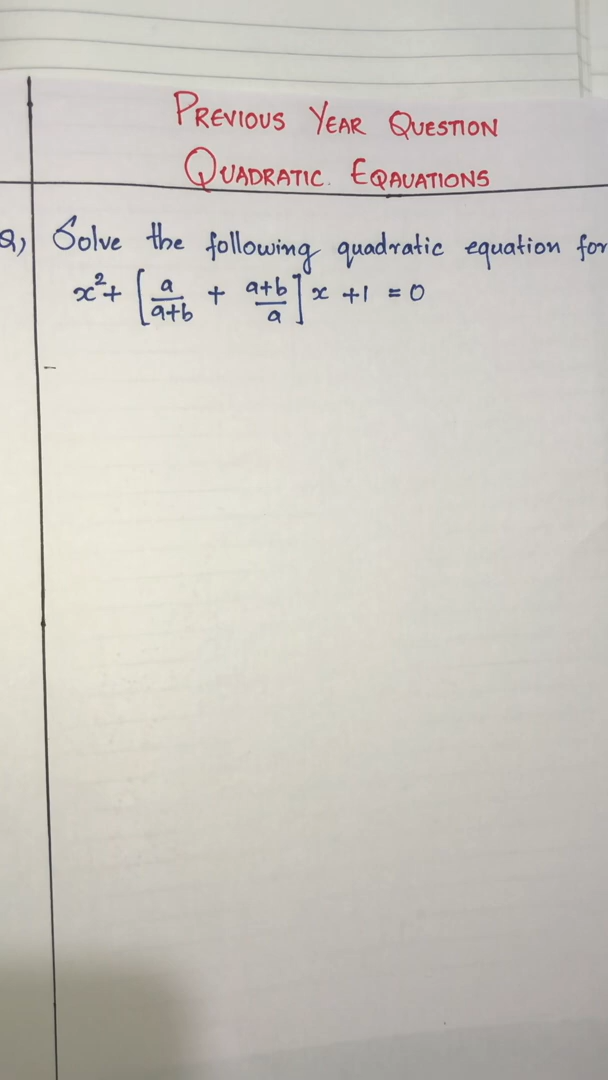 PREVIOUS YEAR QUESTION
QUADRATIC. EQAUATIONS
Q) Solve the following quadratic equation for
x² + [a/(a+b) + (a+b)/a] x + 1 = 0